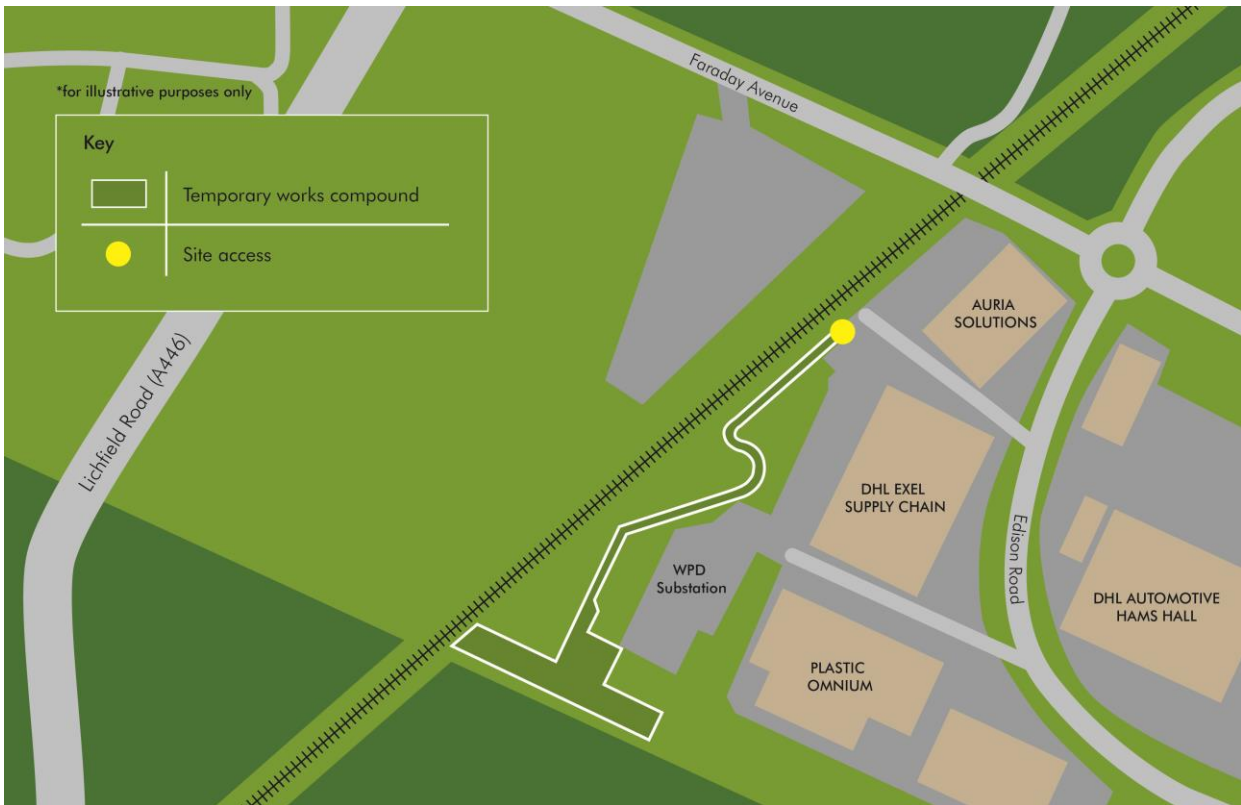 Faraday Avenue
*for illustrative purposes only
Key
Temporary works compound
Site access
AURIA
SOLUTIONS
Lichfield Road (A446)
DHL EXEL
SUPPLY CHAIN
Edison Road
WPD
Substation
DHL AUTOMOTIVE
HAMS HALL
PLASTIC
OMNIUM